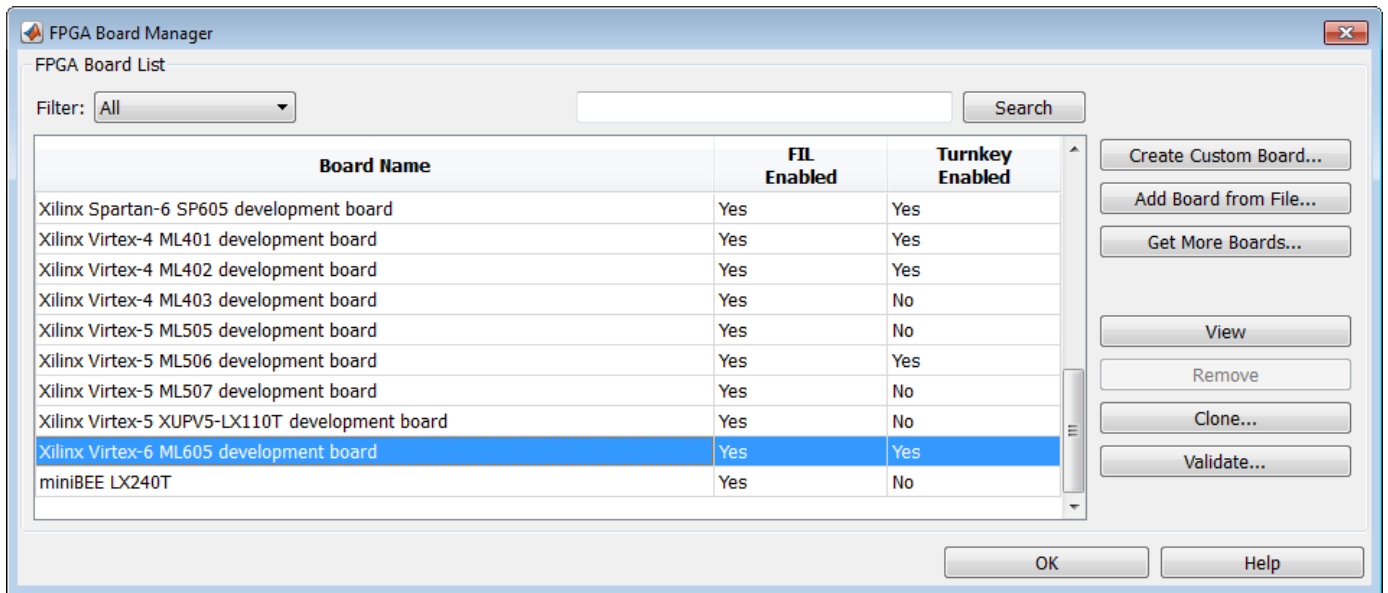 FPGA Board Manager
FPGA Board List
Filter: All Search
Board Name FIL Enabled Turnkey Enabled
Xilinx Spartan-6 SP605 development board Yes Yes
Xilinx Virtex-4 ML401 development board Yes Yes
Xilinx Virtex-4 ML402 development board Yes Yes
Xilinx Virtex-4 ML403 development board Yes No
Xilinx Virtex-5 ML505 development board Yes No
Xilinx Virtex-5 ML506 development board Yes Yes
Xilinx Virtex-5 ML507 development board Yes No
Xilinx Virtex-5 XUPV5-LX110T development board Yes No
Xilinx Virtex-6 ML605 development board Yes Yes
miniBEE LX240T Yes No
Create Custom Board...
Add Board from File...
Get More Boards...
View
Remove
Clone...
Validate...
OK Help